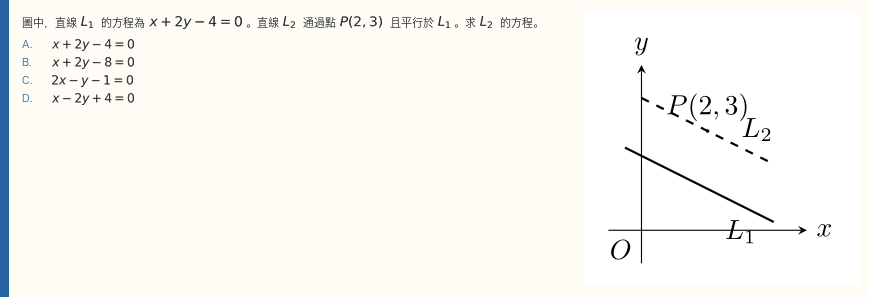 圖中，直線 L₁ 的方程為 x + 2y − 4 = 0 。直線 L₂ 通過點 P(2, 3) 且平行於 L₁ 。求 L₂ 的方程。
A. x + 2y − 4 = 0
B. x + 2y − 8 = 0
C. 2x − y − 1 = 0
D. x − 2y + 4 = 0
y
P(2, 3)
L₂
L₁
x
O